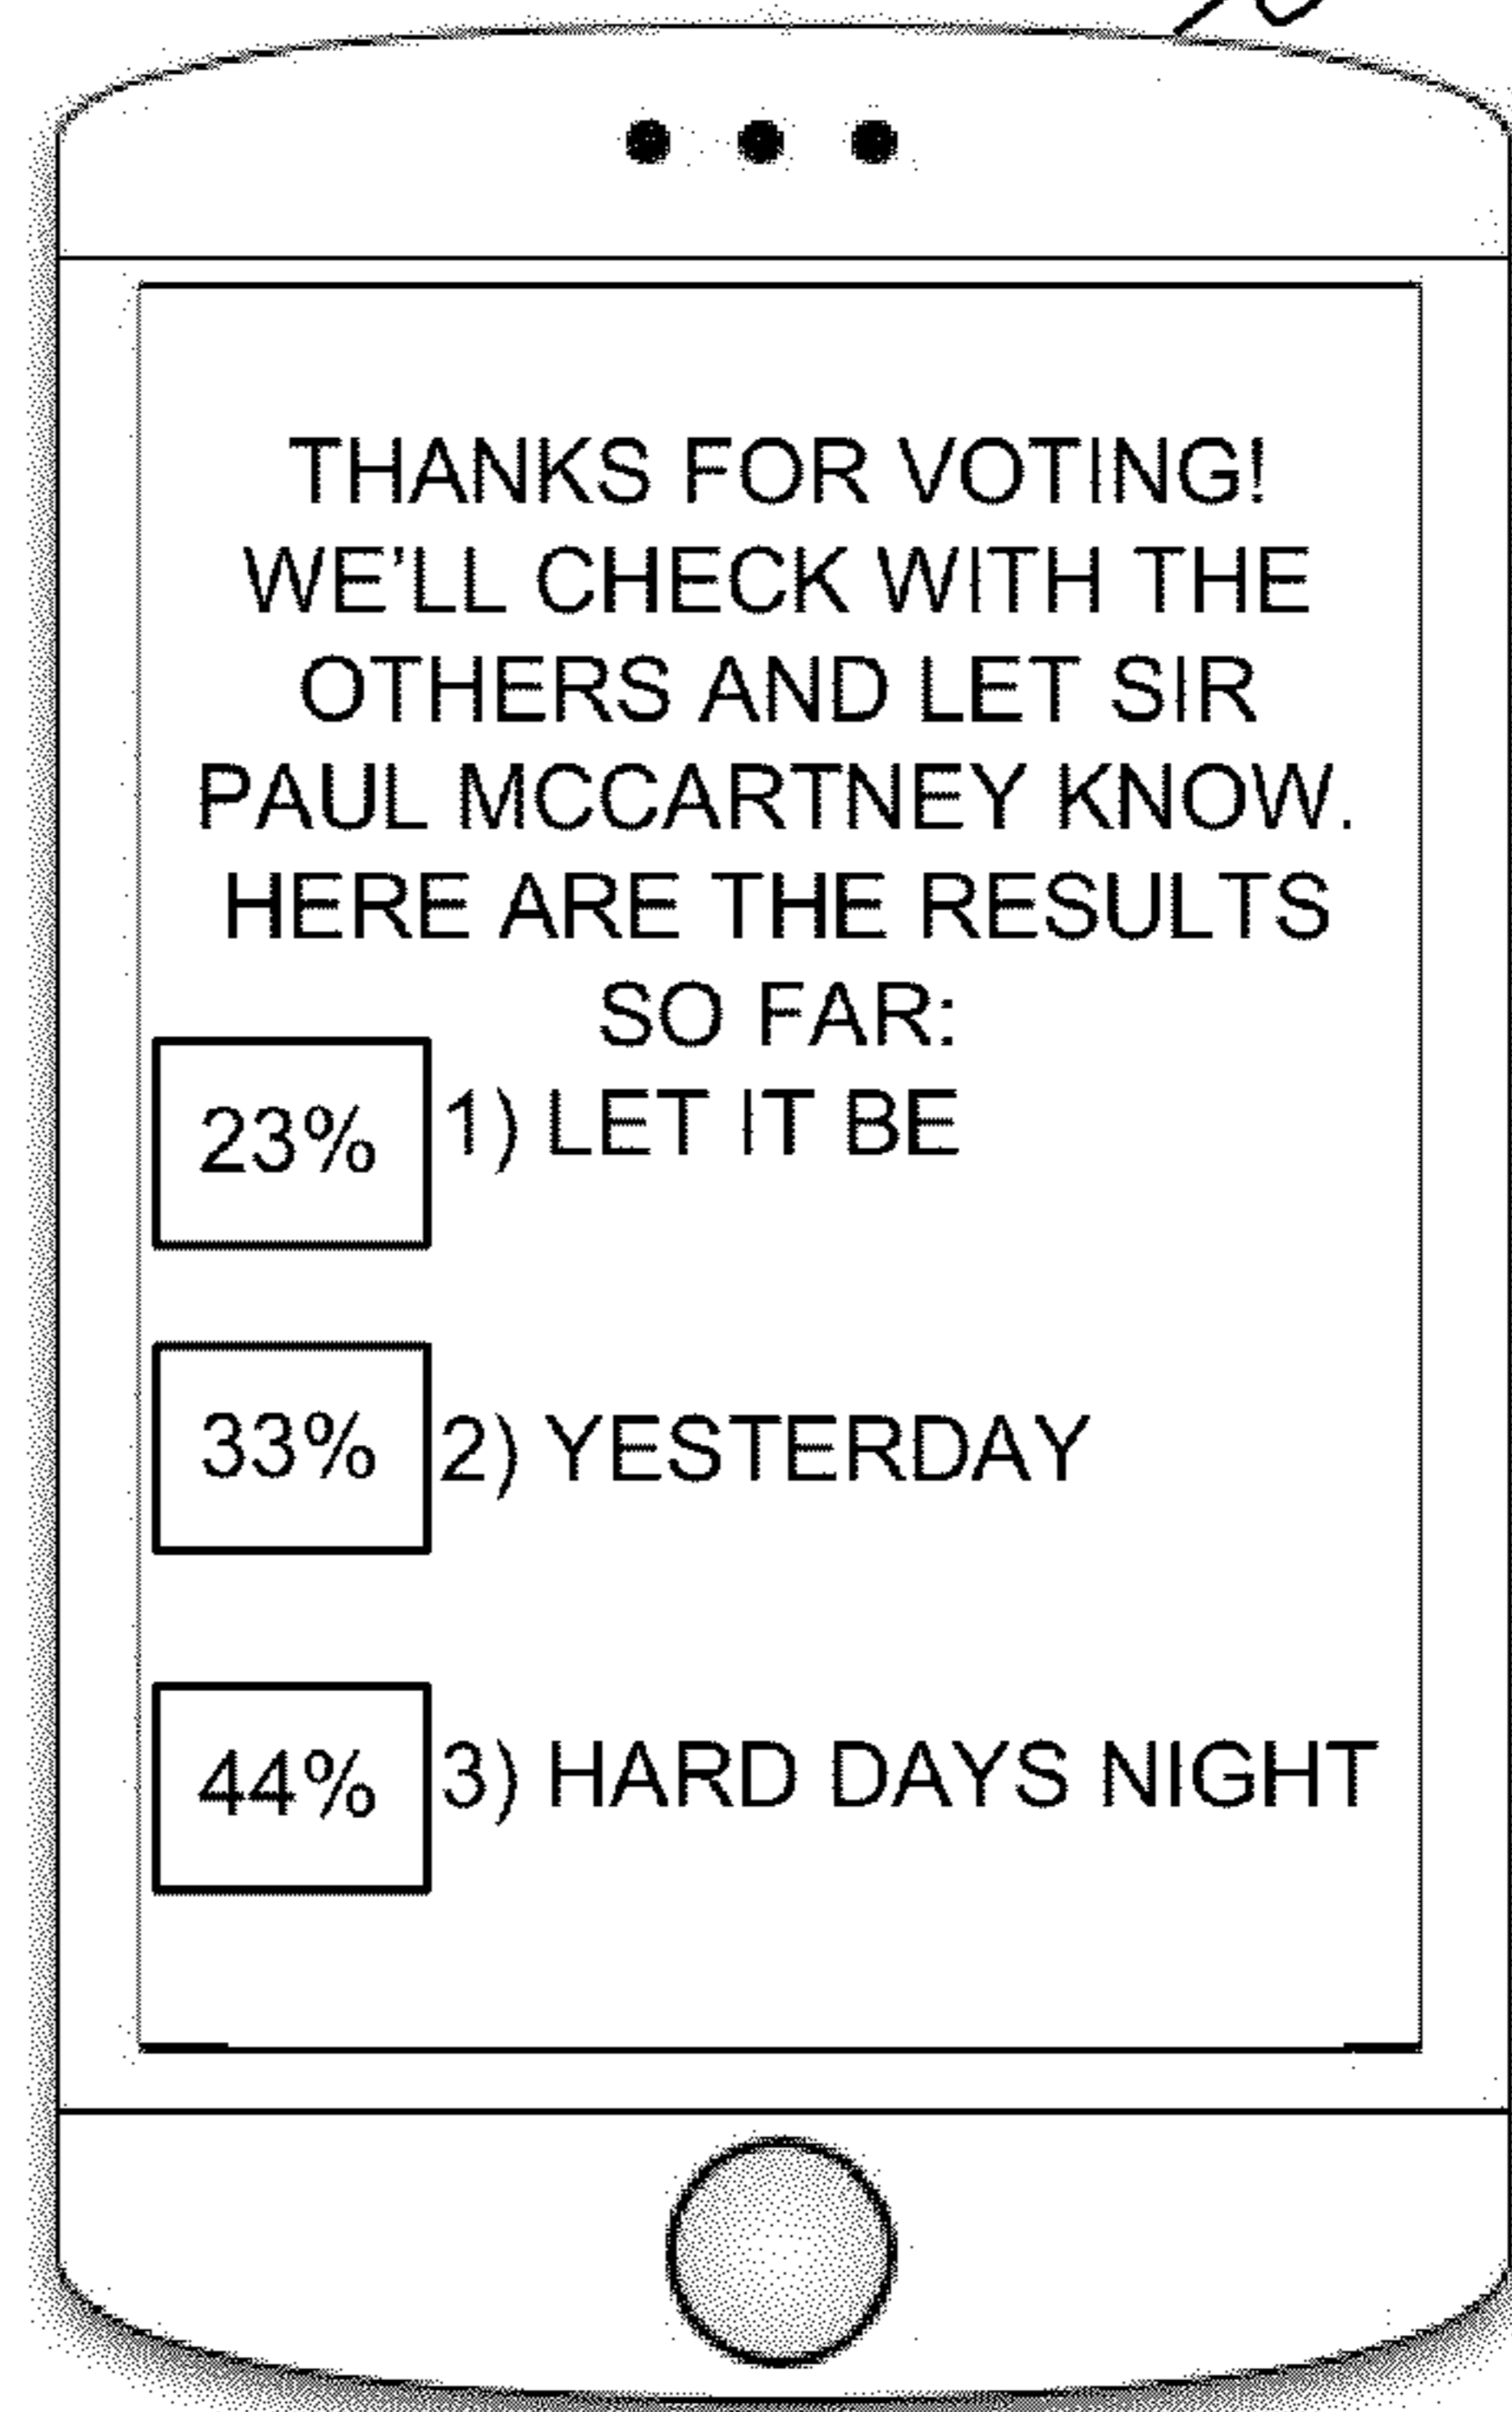 THANKS FOR VOTING!
WE'LL CHECK WITH THE
OTHERS AND LET SIR
PAUL MCCARTNEY KNOW.
HERE ARE THE RESULTS
SO FAR:
23% 1) LET IT BE
33% 2) YESTERDAY
44% 3) HARD DAYS NIGHT